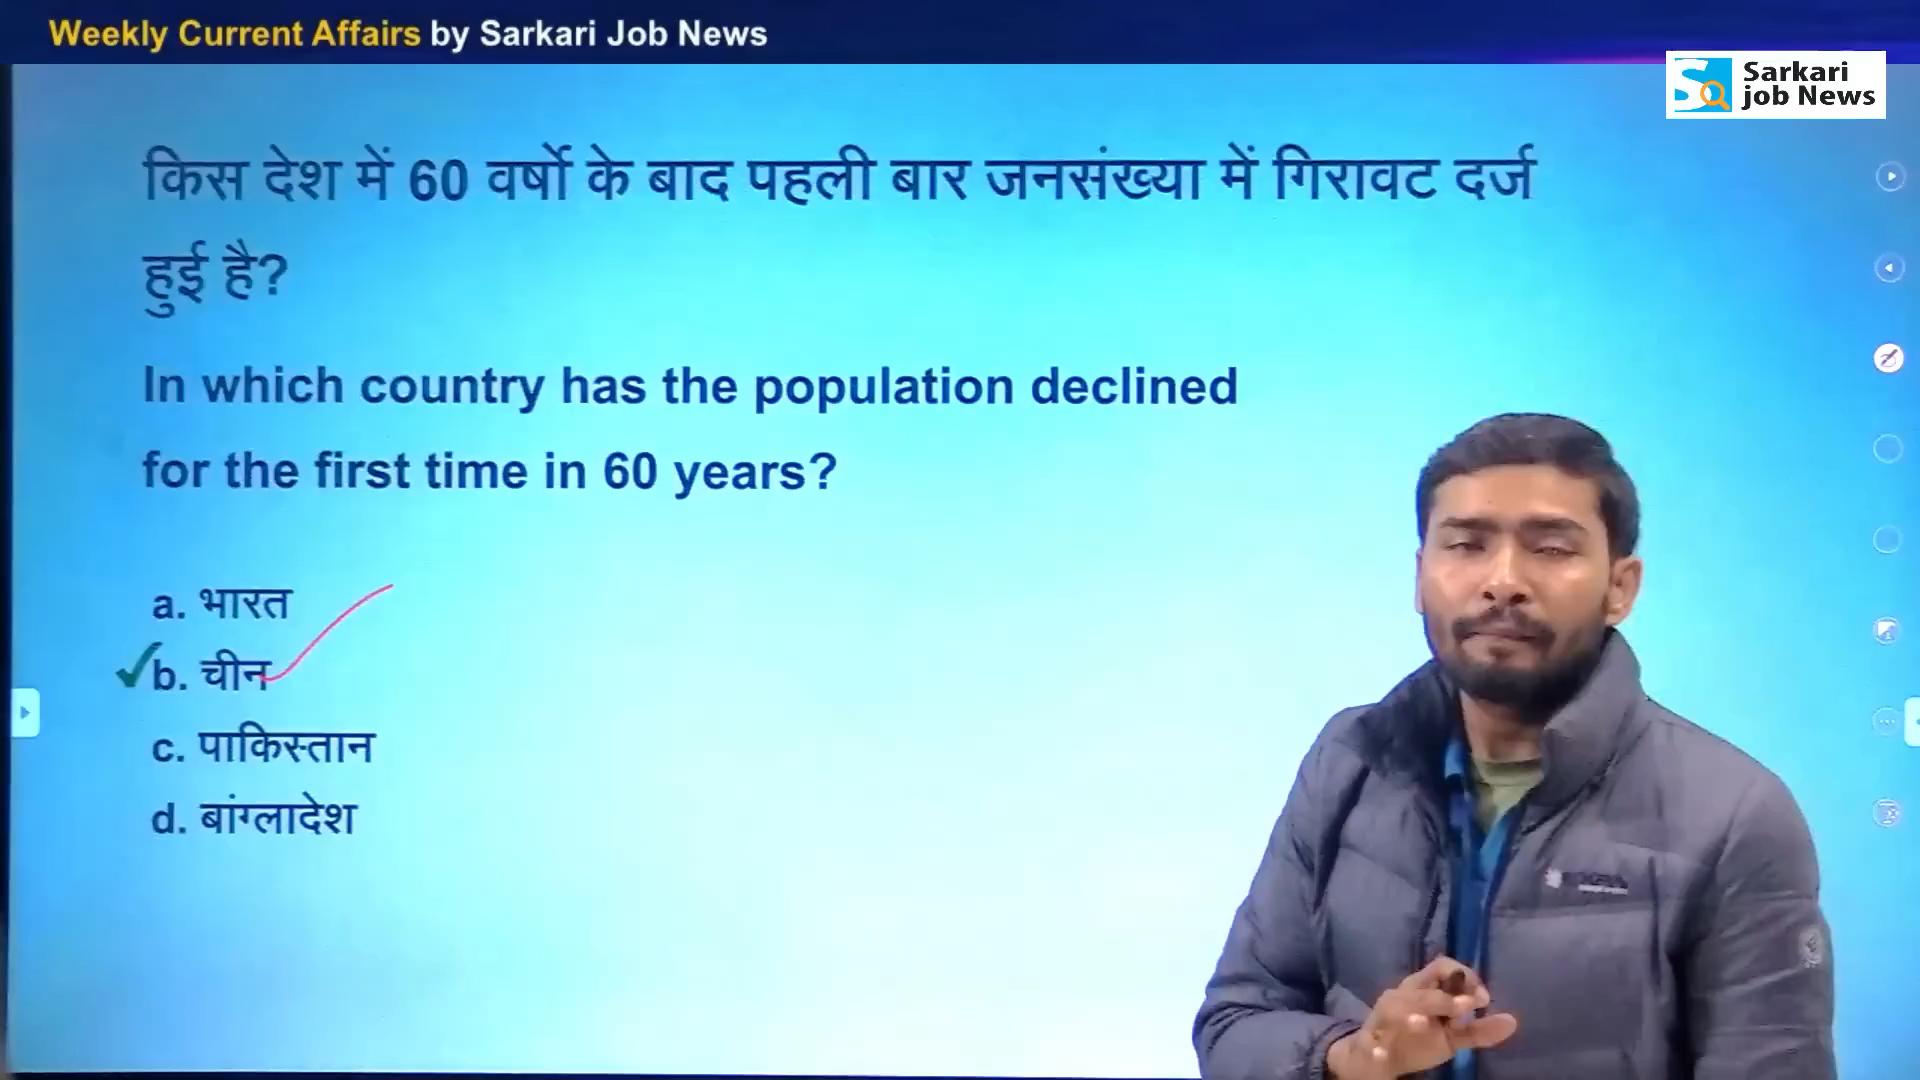 Weekly Current Affairs by Sarkari Job News
Sarkari
job News
किस देश में 60 वर्षो के बाद पहली बार जनसंख्या में गिरावट दर्ज
हुई है?
In which country has the population declined
for the first time in 60 years?
a. भारत
b. चीन
c. पाकिस्तान
d. बांग्लादेश